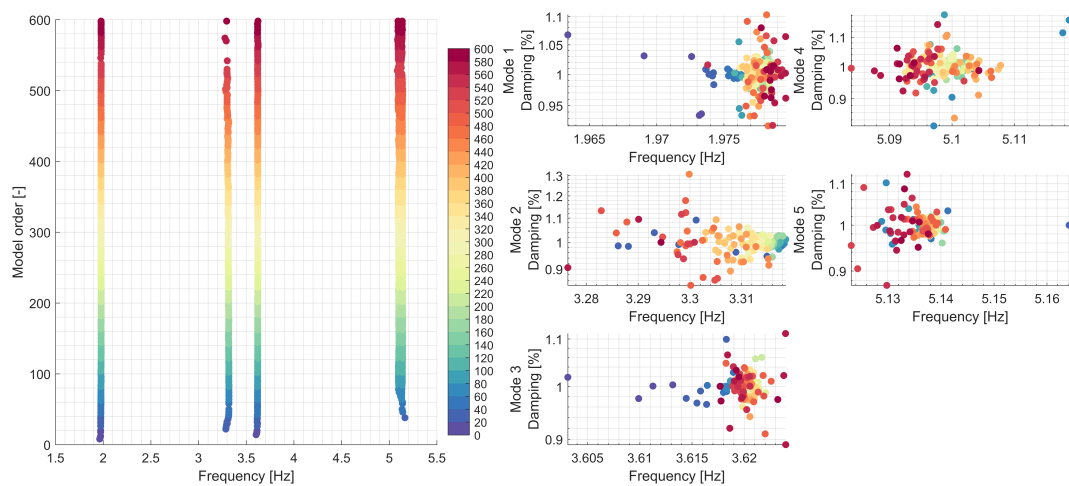 600
500
400
300
200
100
0
Model order [-]
1.5 2 2.5 3 3.5 4 4.5 5 5.5
Frequency [Hz]
600
580
560
540
520
500
480
460
440
420
400
380
360
340
320
300
280
260
240
220
200
180
160
140
120
100
80
60
40
20
0
Mode 1
Damping [%]
1.1
1.05
1
0.95
1.965 1.97 1.975
Frequency [Hz]
Mode 4
Damping [%]
1.1
1
0.9
5.09 5.1 5.11
Frequency [Hz]
Mode 2
Damping [%]
1.3
1.2
1.1
1
0.9
3.28 3.29 3.3 3.31
Frequency [Hz]
Mode 5
Damping [%]
1.1
1
0.9
5.13 5.14 5.15 5.16
Frequency [Hz]
Mode 3
Damping [%]
1.1
1
0.9
3.605 3.61 3.615 3.62
Frequency [Hz]